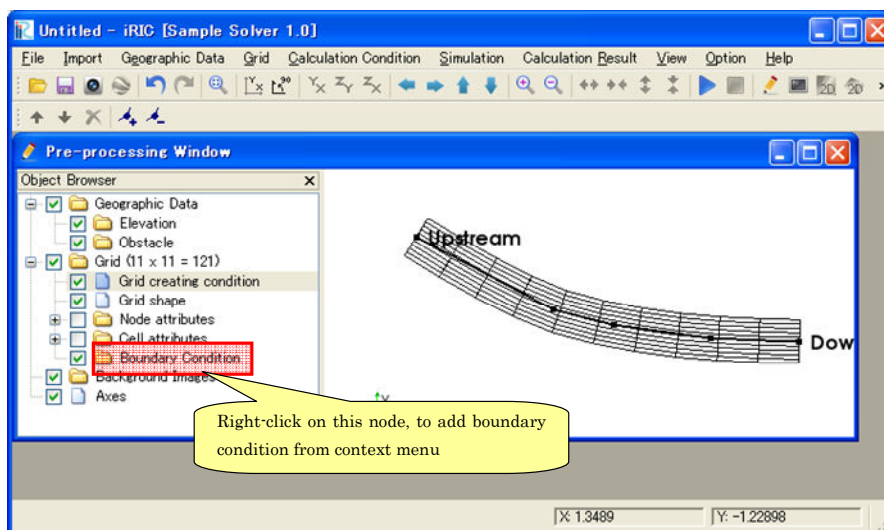 Untitled - iRIC [Sample Solver 1.0]
File Import Geographic Data Grid Calculation Condition Simulation Calculation Result View Option Help
Pre-processing Window
Object Browser
Geographic Data
Elevation
Obstacle
Grid (11 x 11 = 121)
Grid creating condition
Grid shape
Node attributes
Cell attributes
Boundary Condition
Background Images
Axes
Upstream
Dow
Y
Right-click on this node, to add boundary
condition from context menu
X: 1.3489
Y: -1.22898